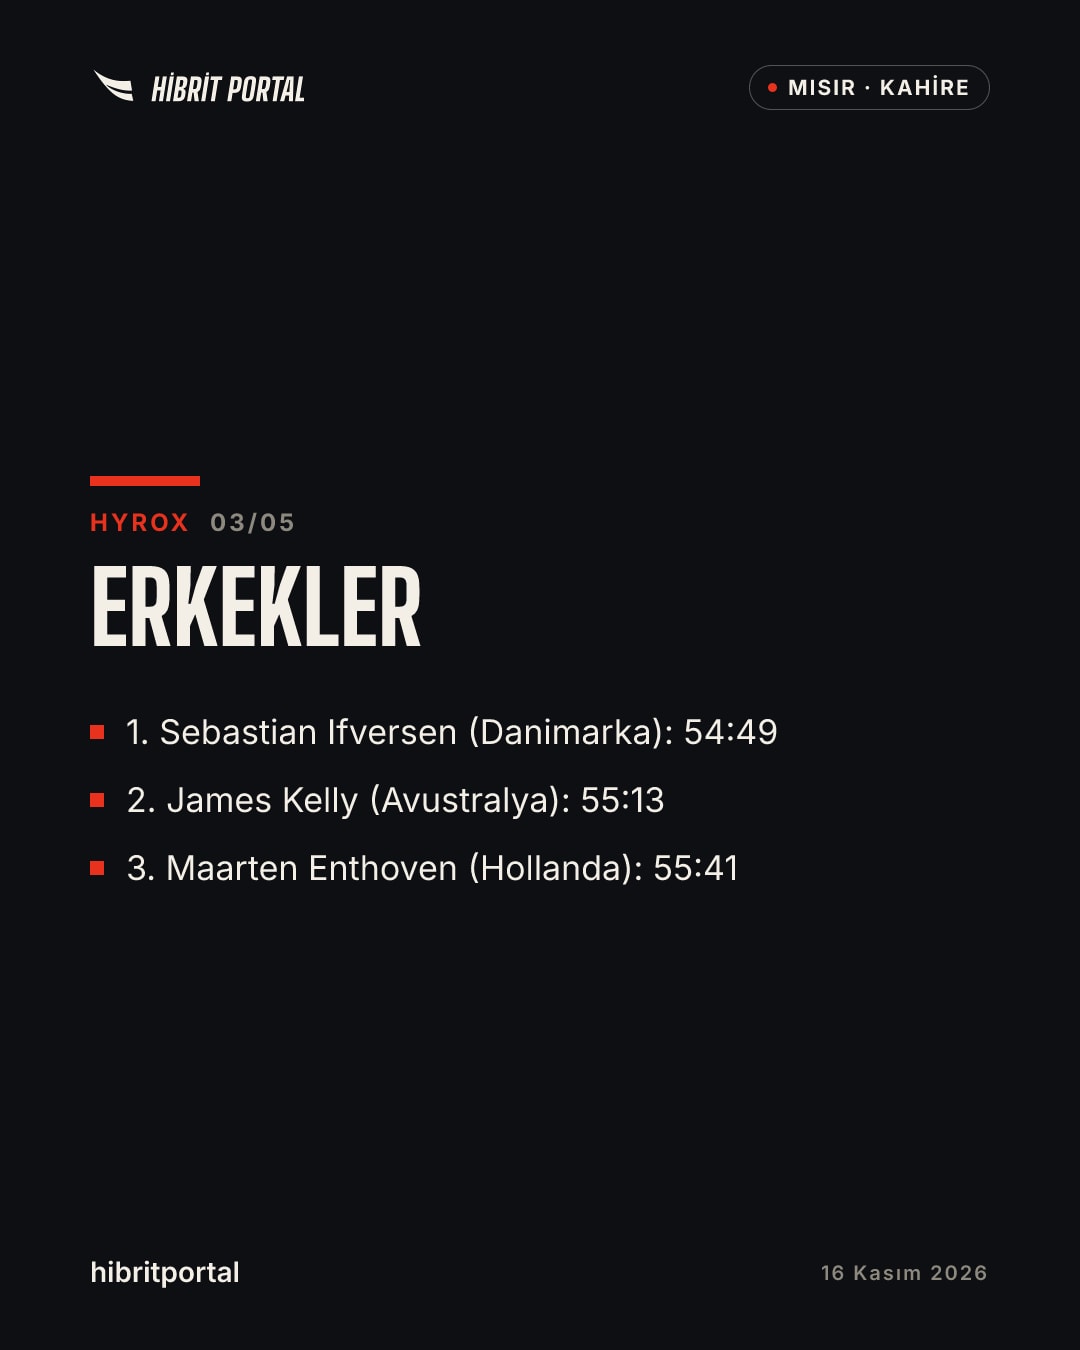 HİBRİT PORTAL
MISIR · KAHİRE
HYROX 03/05
ERKEKLER
1. Sebastian Ifversen (Danimarka): 54:49
2. James Kelly (Avustralya): 55:13
3. Maarten Enthoven (Hollanda): 55:41
hibritportal
16 Kasım 2026